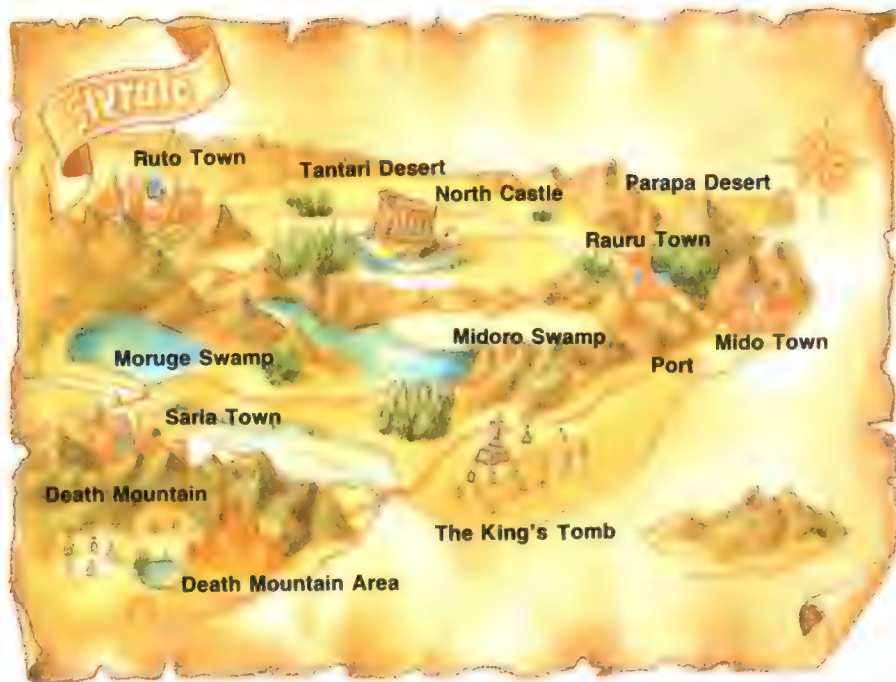 Hyrule
Ruto Town
Tantari Desert
North Castle
Parapa Desert
Rauru Town
Moruge Swamp
Midoro Swamp
Port
Mido Town
Saria Town
Death Mountain
The King's Tomb
Death Mountain Area